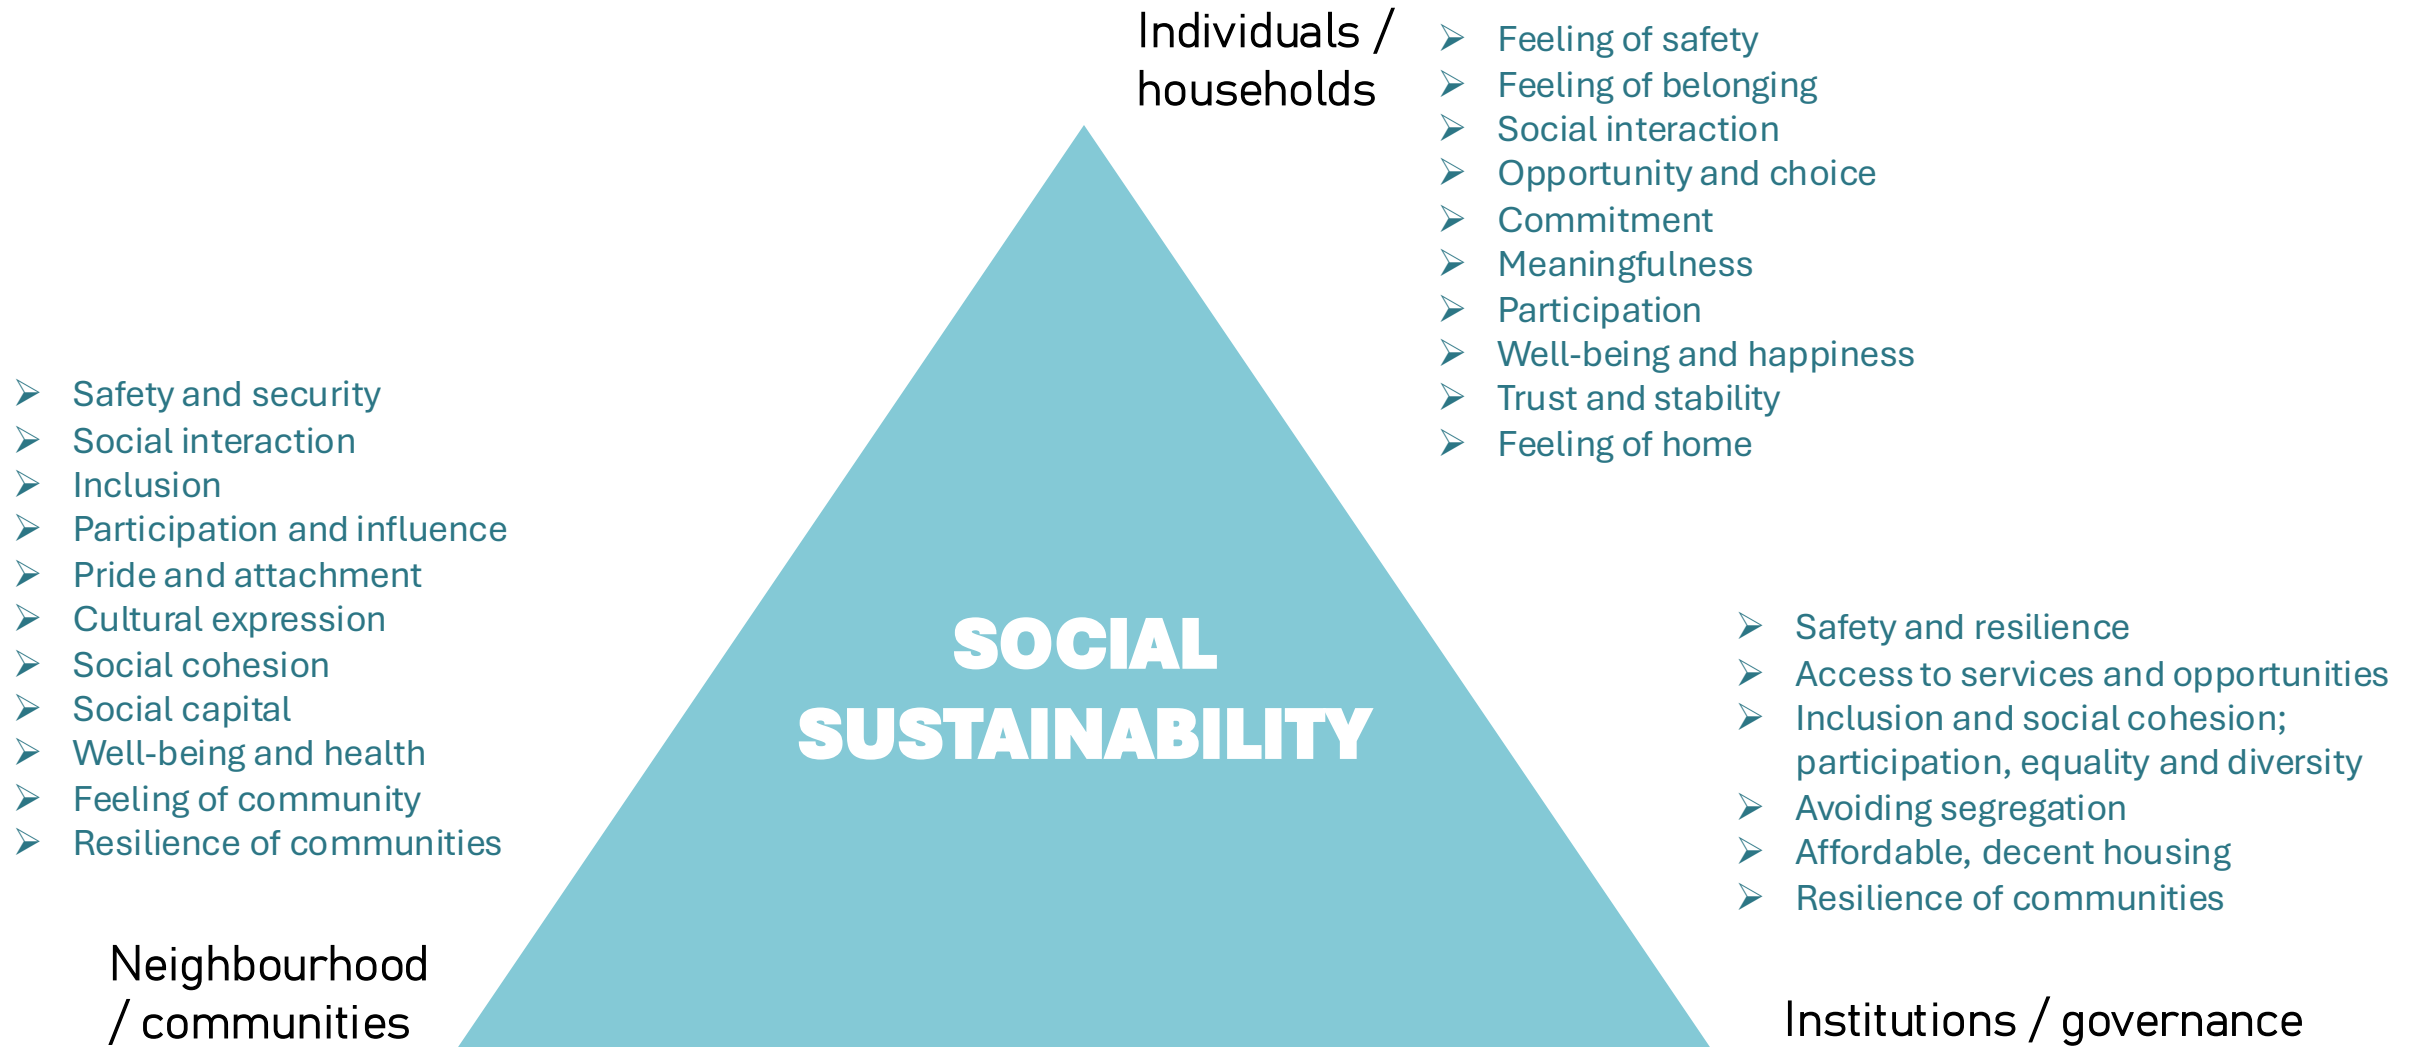 Individuals /
households
Feeling of safety
Feeling of belonging
Social interaction
Opportunity and choice
Commitment
Meaningfulness
Participation
Well-being and happiness
Trust and stability
Feeling of home
Safety and security
Social interaction
Inclusion
Participation and influence
Pride and attachment
Cultural expression
Social cohesion
Social capital
Well-being and health
Feeling of community
Resilience of communities
Neighbourhood
/ communities
SOCIAL
SUSTAINABILITY
Safety and resilience
Access to services and opportunities
Inclusion and social cohesion;
participation, equality and diversity
Avoiding segregation
Affordable, decent housing
Resilience of communities
Institutions / governance